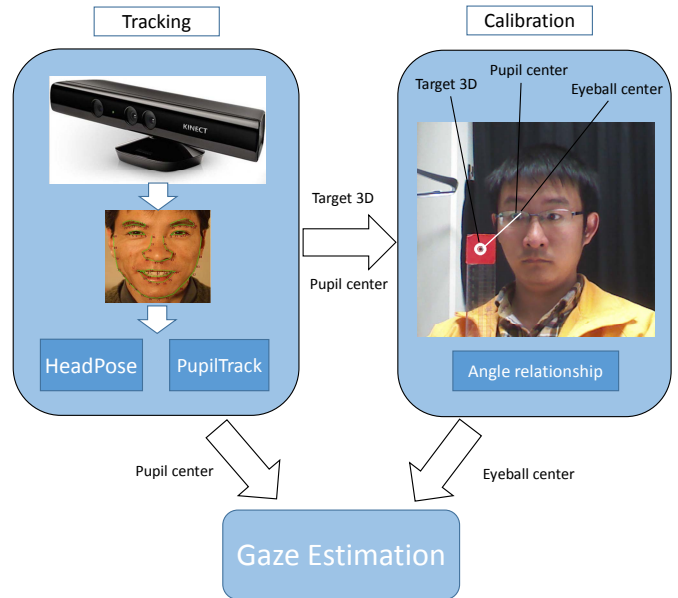 Tracking
Calibration
KINECT
HeadPose
PupilTrack
Target 3D
Pupil center
Target 3D
Pupil center
Eyeball center
Angle relationship
Pupil center
Eyeball center
Gaze Estimation